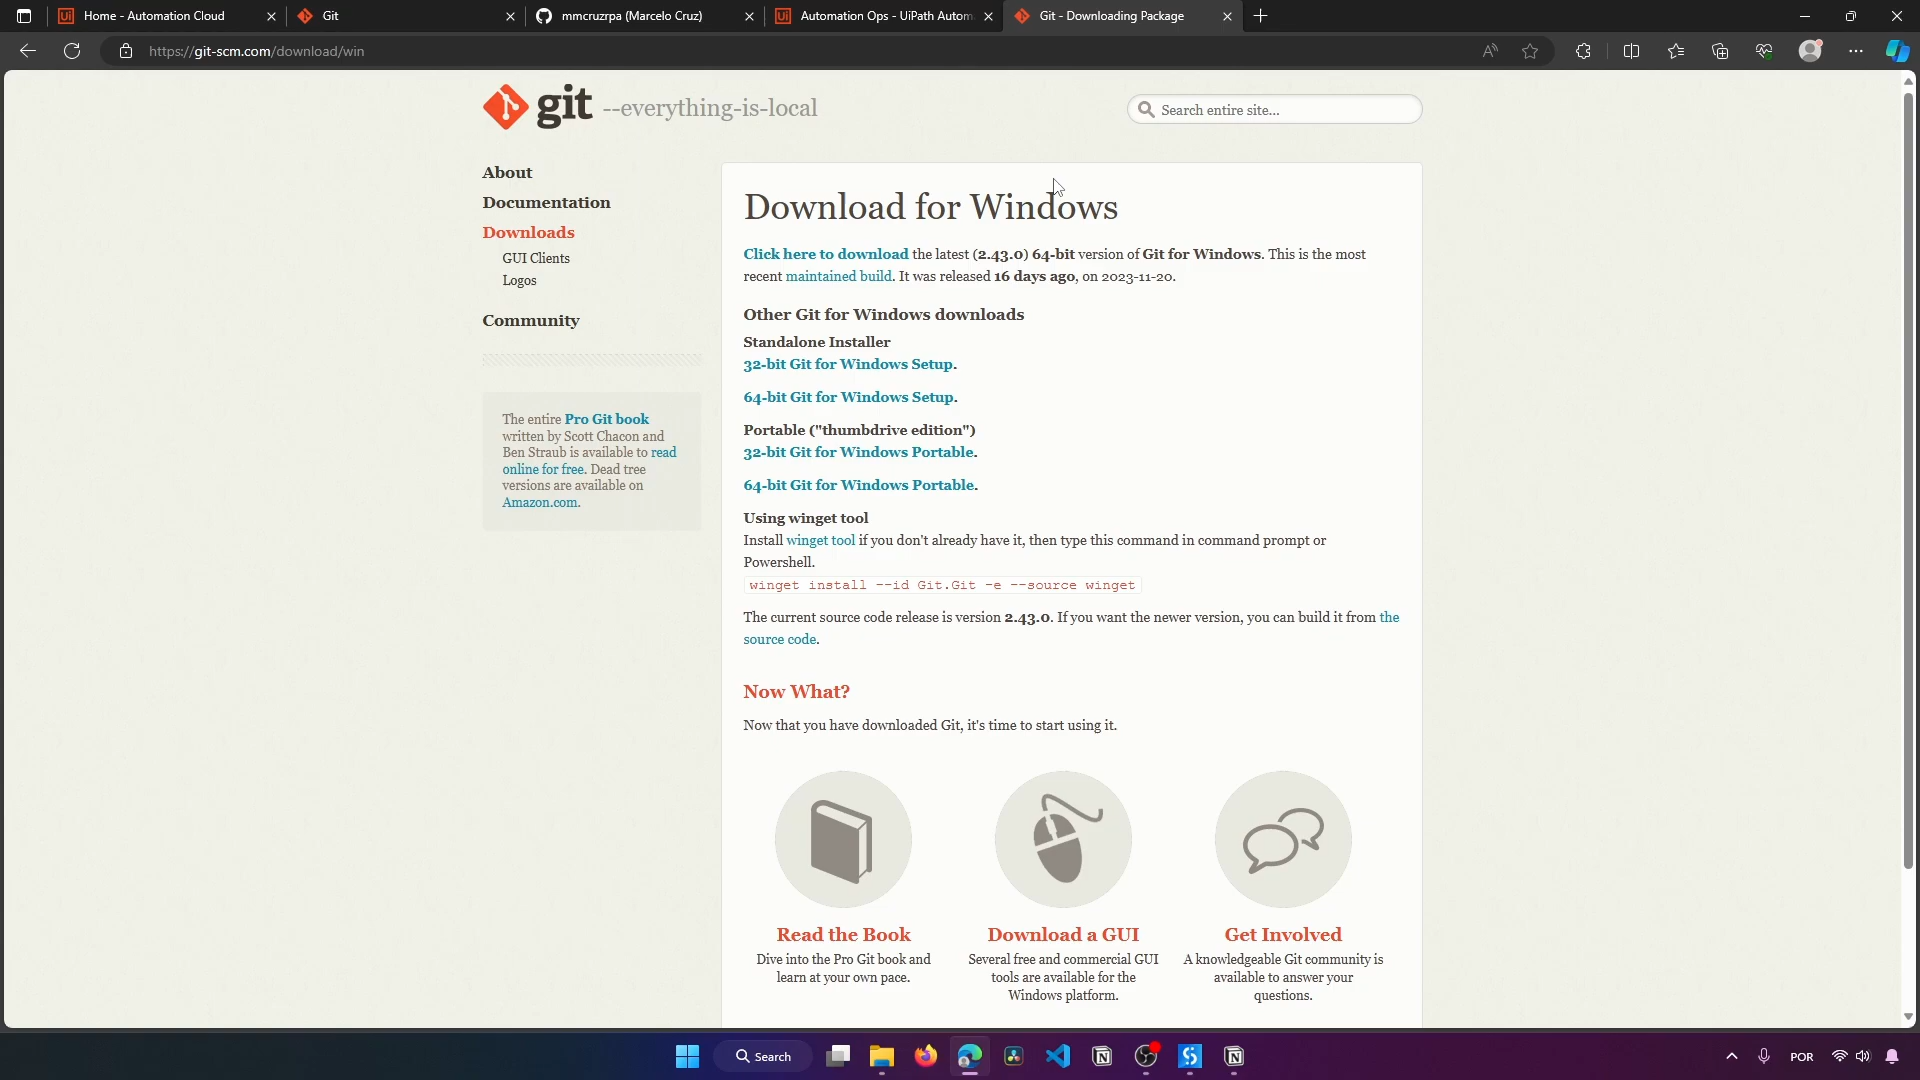 Home - Automation Cloud
Git
mmcruzrpa (Marcelo Cruz)
Automation Ops - UiPath Autom
Git - Downloading Package
https://git-scm.com/download/win
git --everything-is-local
Search entire site...
About
Documentation
Downloads
GUI Clients
Logos
Community
The entire Pro Git book
written by Scott Chacon and
Ben Straub is available to read
online for free. Dead tree
versions are available on
Amazon.com.
Download for Windows
Click here to download the latest (2.43.0) 64-bit version of Git for Windows. This is the most
recent maintained build. It was released 16 days ago, on 2023-11-20.
Other Git for Windows downloads
Standalone Installer
32-bit Git for Windows Setup.
64-bit Git for Windows Setup.
Portable ("thumbdrive edition")
32-bit Git for Windows Portable.
64-bit Git for Windows Portable.
Using winget tool
Install winget tool if you don't already have it, then type this command in command prompt or
Powershell.
winget install --id Git.Git -e --source winget
The current source code release is version 2.43.0. If you want the newer version, you can build it from the
source code.
Now What?
Now that you have downloaded Git, it's time to start using it.
Read the Book
Dive into the Pro Git book and
learn at your own pace.
Download a GUI
Several free and commercial GUI
tools are available for the
Windows platform.
Get Involved
A knowledgeable Git community is
available to answer your
questions.
Search
POR